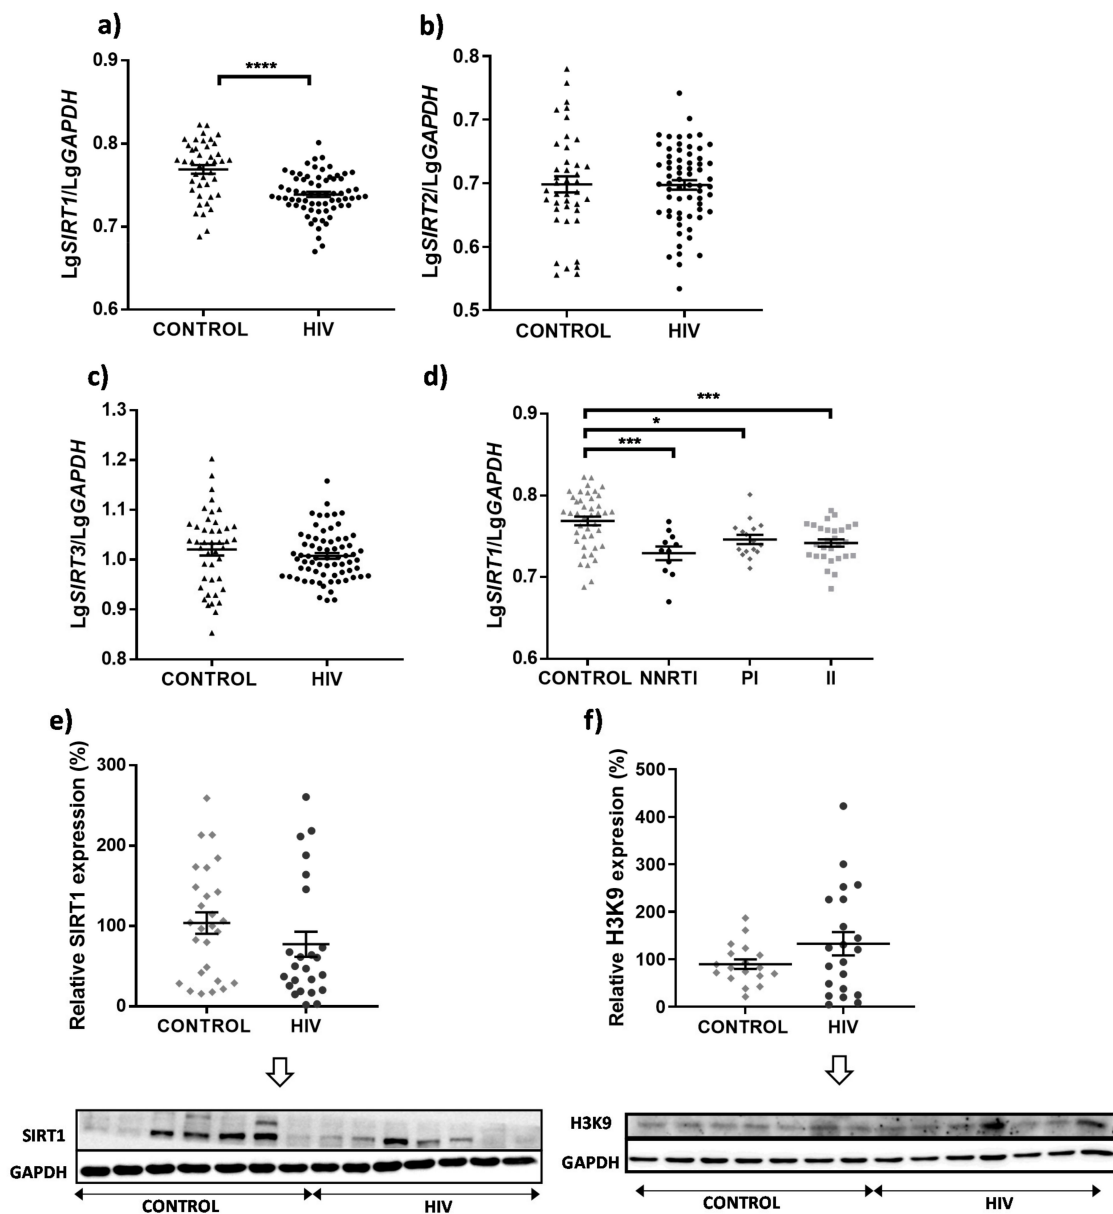 a)
LgSIRT1/LgGAPDH
0.9
0.8
0.7
0.6
****
CONTROL HIV
b)
LgSIRT2/LgGAPDH
0.8
0.7
0.7
0.6
0.5
CONTROL HIV
c)
LgSIRT3/LgGAPDH
1.3
1.2
1.1
1.0
0.9
0.8
CONTROL HIV
d)
LgSIRT1/LgGAPDH
0.9
0.8
0.7
0.6
***
*
***
CONTROL NNRTI PI II
e)
Relative SIRT1 expression (%)
300
200
100
0
CONTROL HIV
SIRT1
GAPDH
CONTROL HIV
f)
Relative H3K9 expresion (%)
500
400
300
200
100
0
CONTROL HIV
H3K9
GAPDH
CONTROL HIV